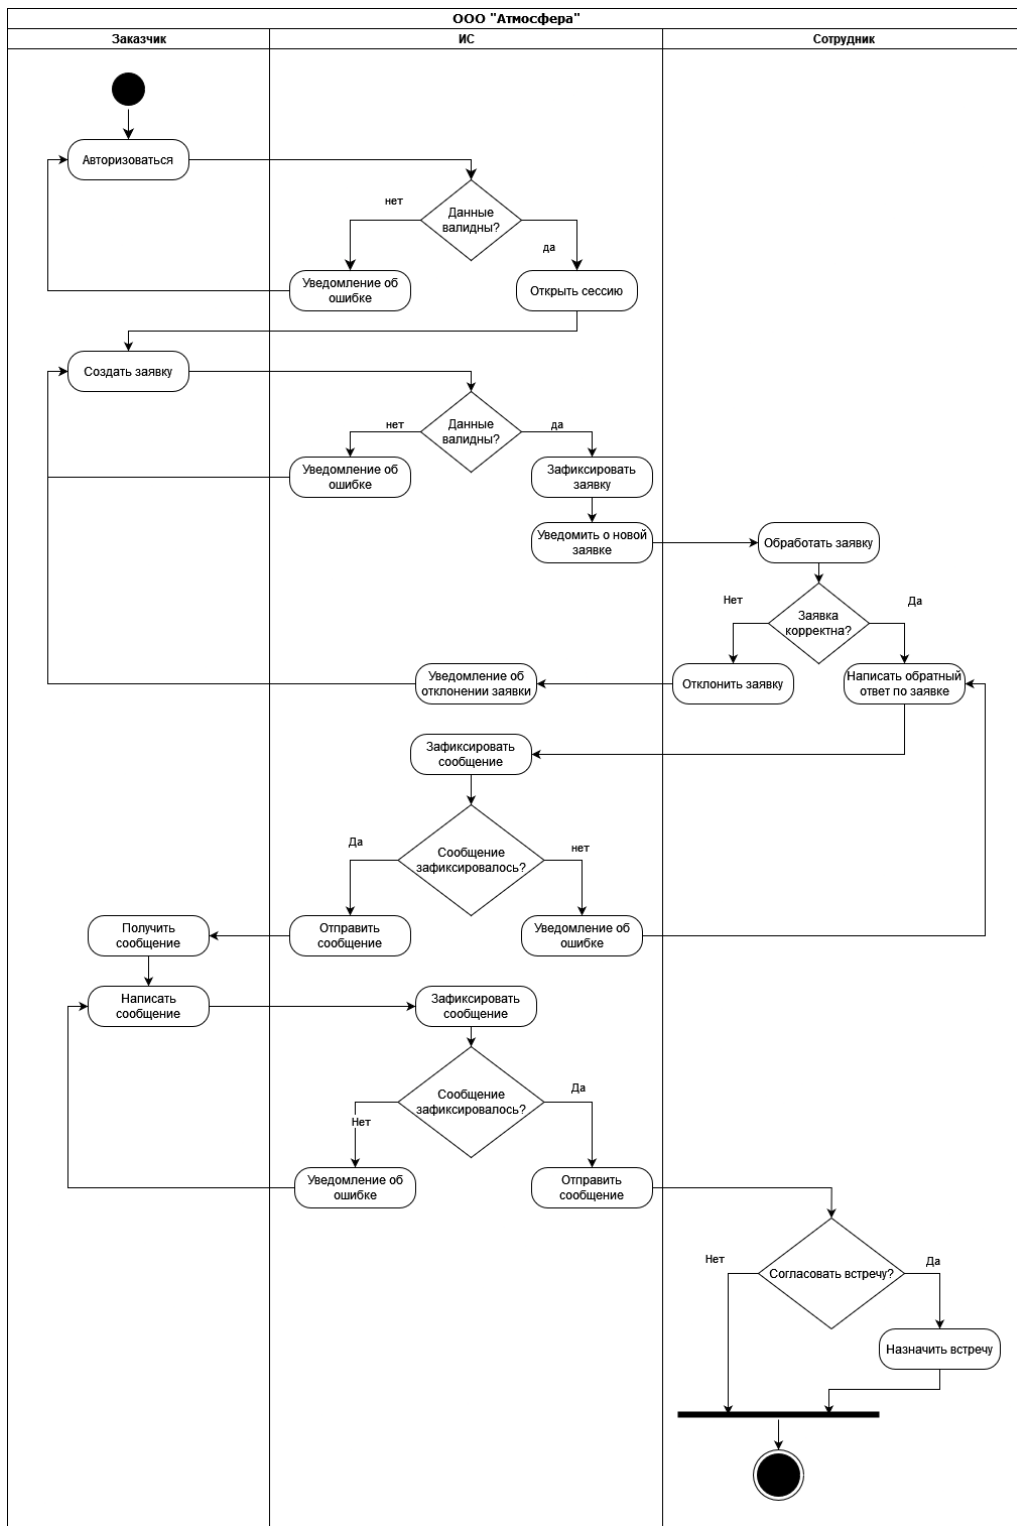 ООО "Атмосфера"
Заказчик
ИС
Сотрудник
Авторизоваться
Данные
валидны?
нет
да
Уведомление об
ошибке
Открыть сессию
Создать заявку
Данные
валидны?
нет
да
Уведомление об
ошибке
Зафиксировать
заявку
Уведомить о новой
заявке
Обработать заявку
Заявка
корректна?
Нет
Да
Уведомление об
отклонении заявки
Отклонить заявку
Написать обратный
ответ по заявке
Зафиксировать
сообщение
Сообщение
зафиксировалось?
Да
нет
Получить
сообщение
Отправить
сообщение
Уведомление об
ошибке
Написать
сообщение
Зафиксировать
сообщение
Сообщение
зафиксировалось?
Нет
Да
Уведомление об
ошибке
Отправить
сообщение
Согласовать встречу?
Нет
Да
Назначить встречу